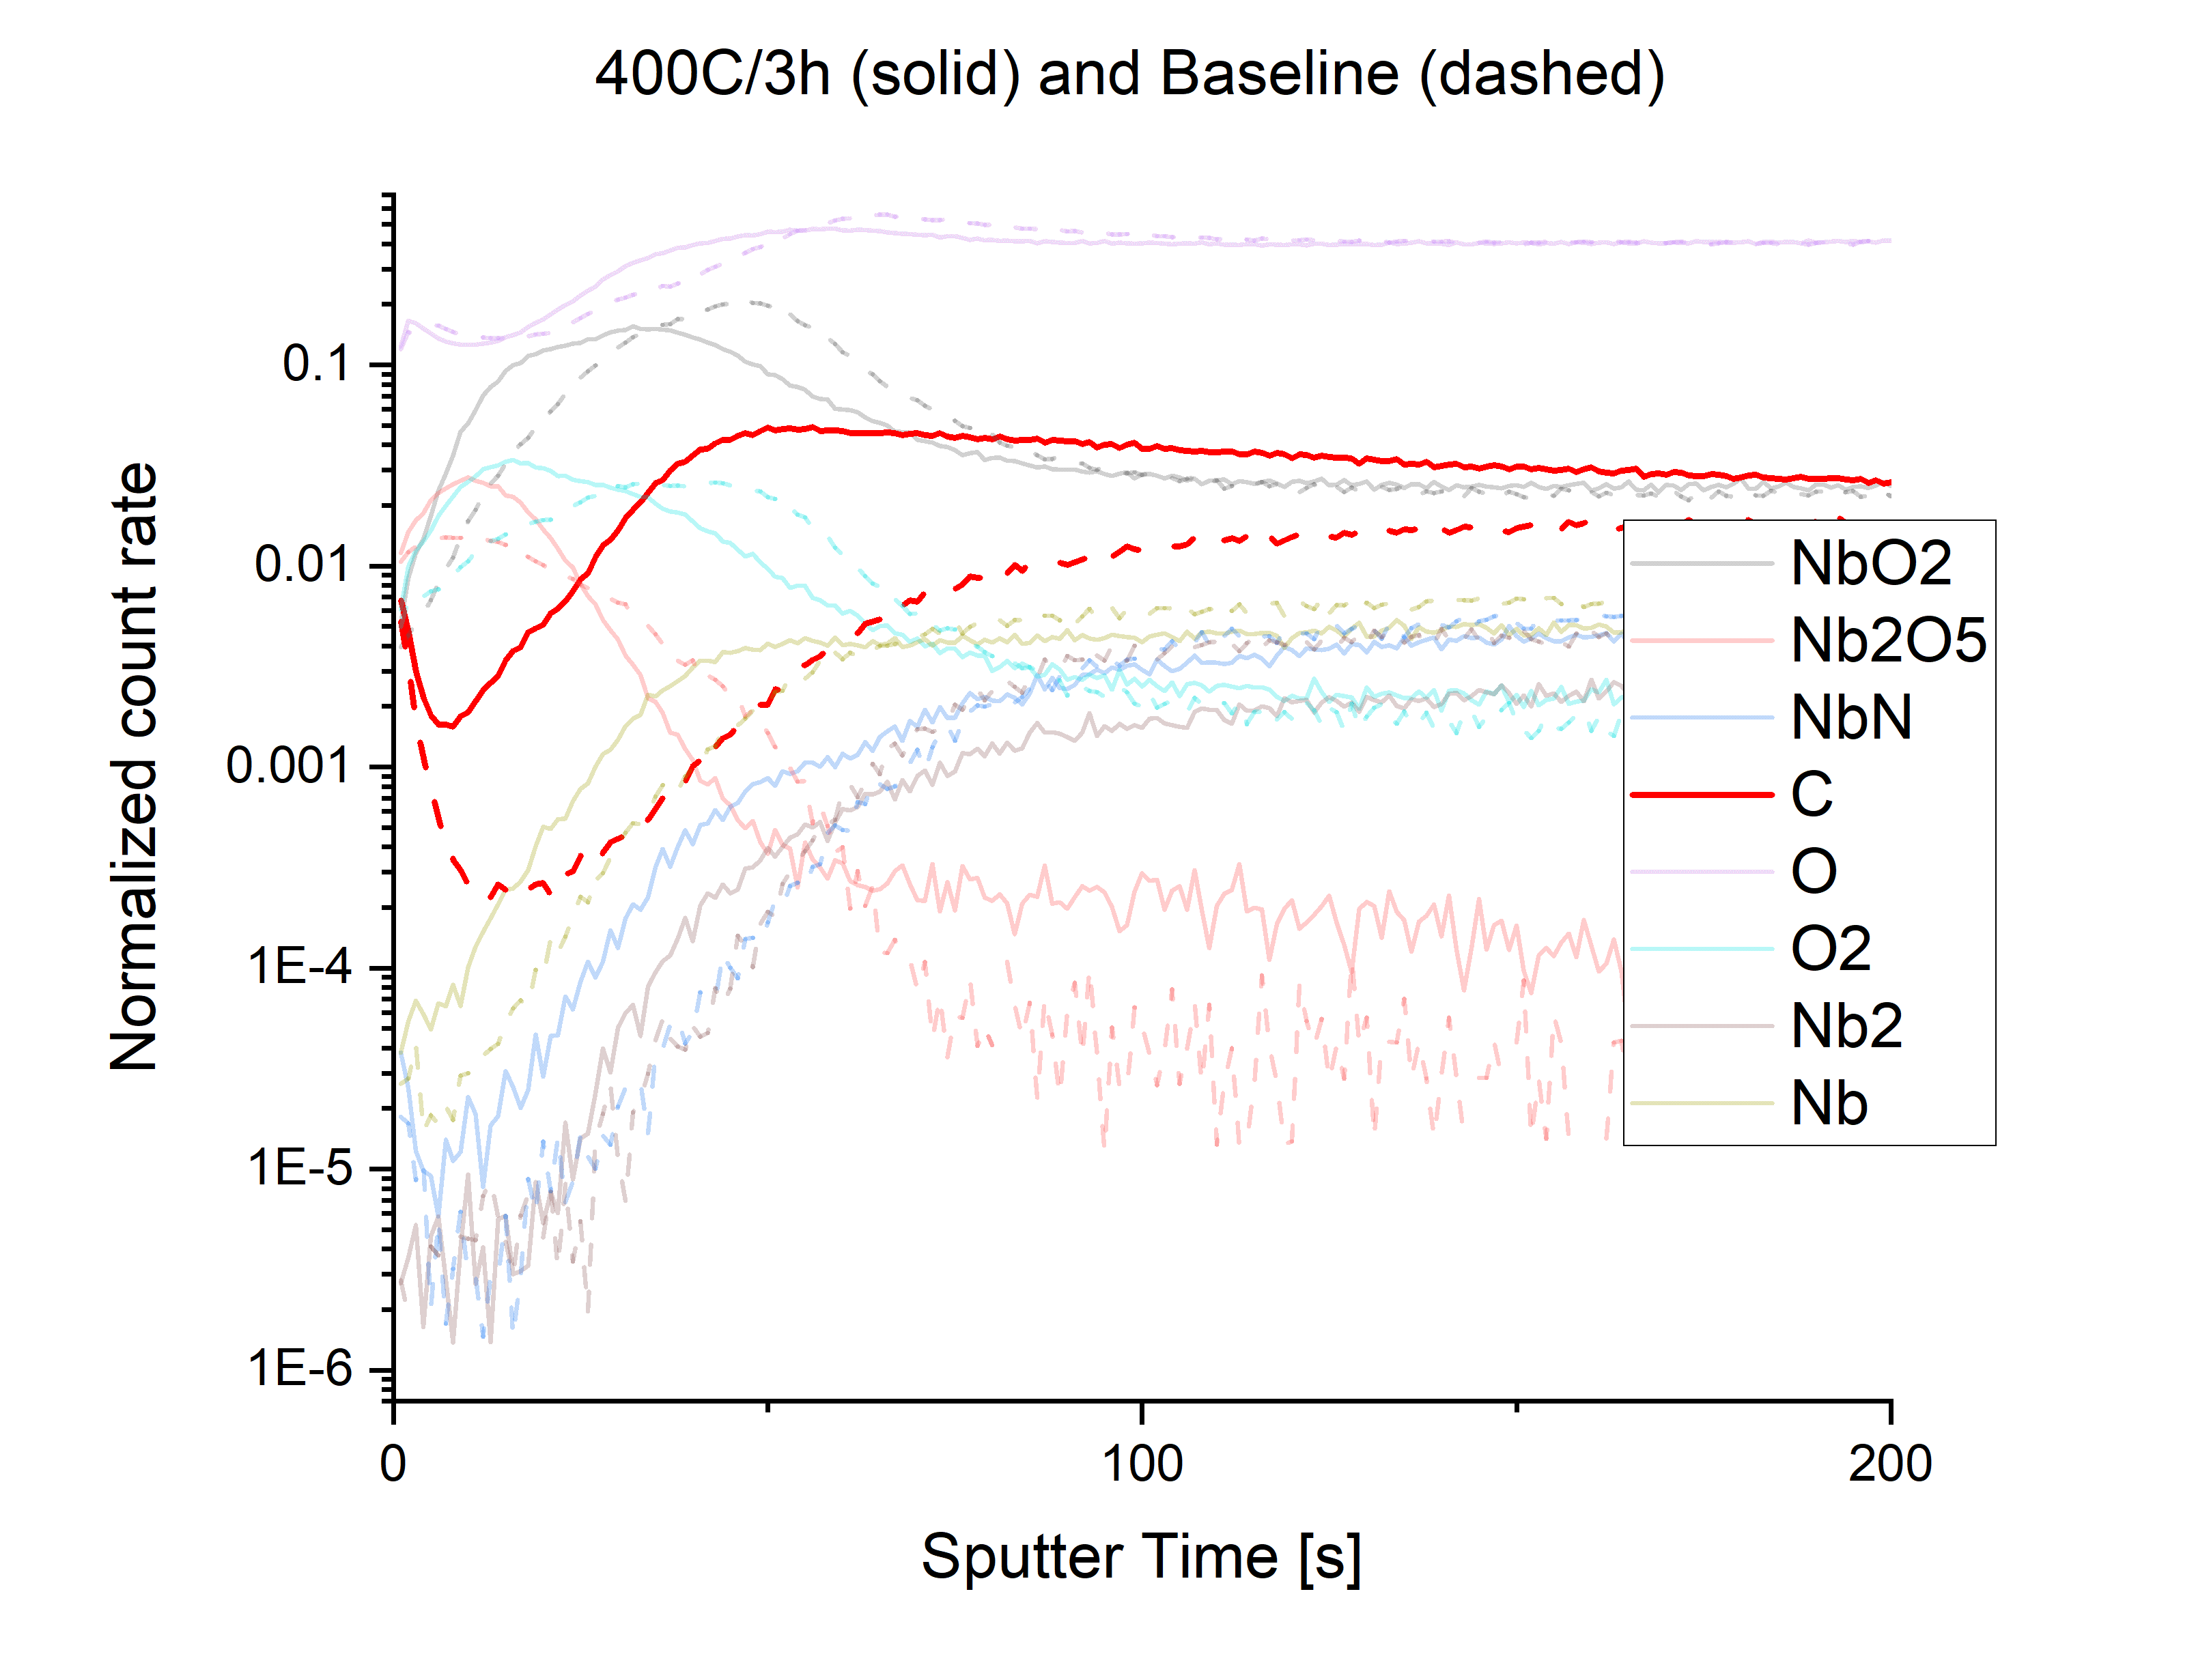 400C/3h (solid) and Baseline (dashed)
Normalized count rate
0.1
0.01
0.001
1E-4
1E-5
1E-6
0
100
200
Sputter Time [s]
NbO2
Nb2O5
NbN
C
O
O2
Nb2
Nb